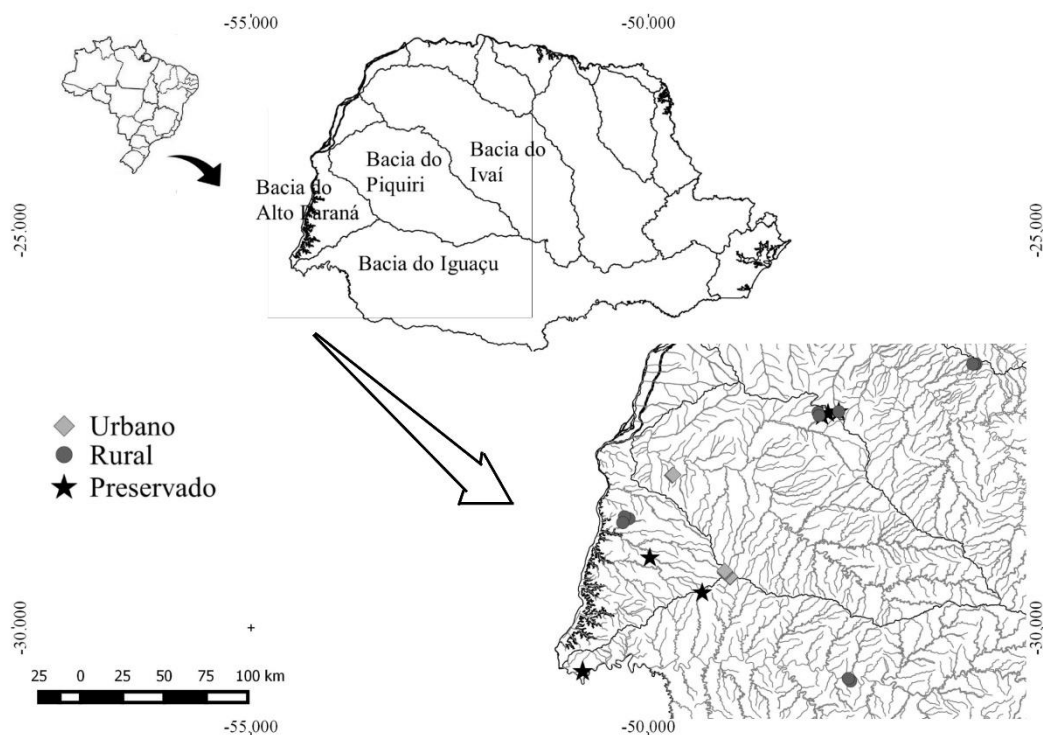 -55,000
-50,000
-25,000
-25,000
Bacia do
Piquiri
Bacia do
Ivaí
Bacia do
Alto Paraná
Bacia do Iguaçu
Urbano
Rural
Preservado
-30,000
-30,000
25 0 25 50 75 100 km
-55,000
-50,000